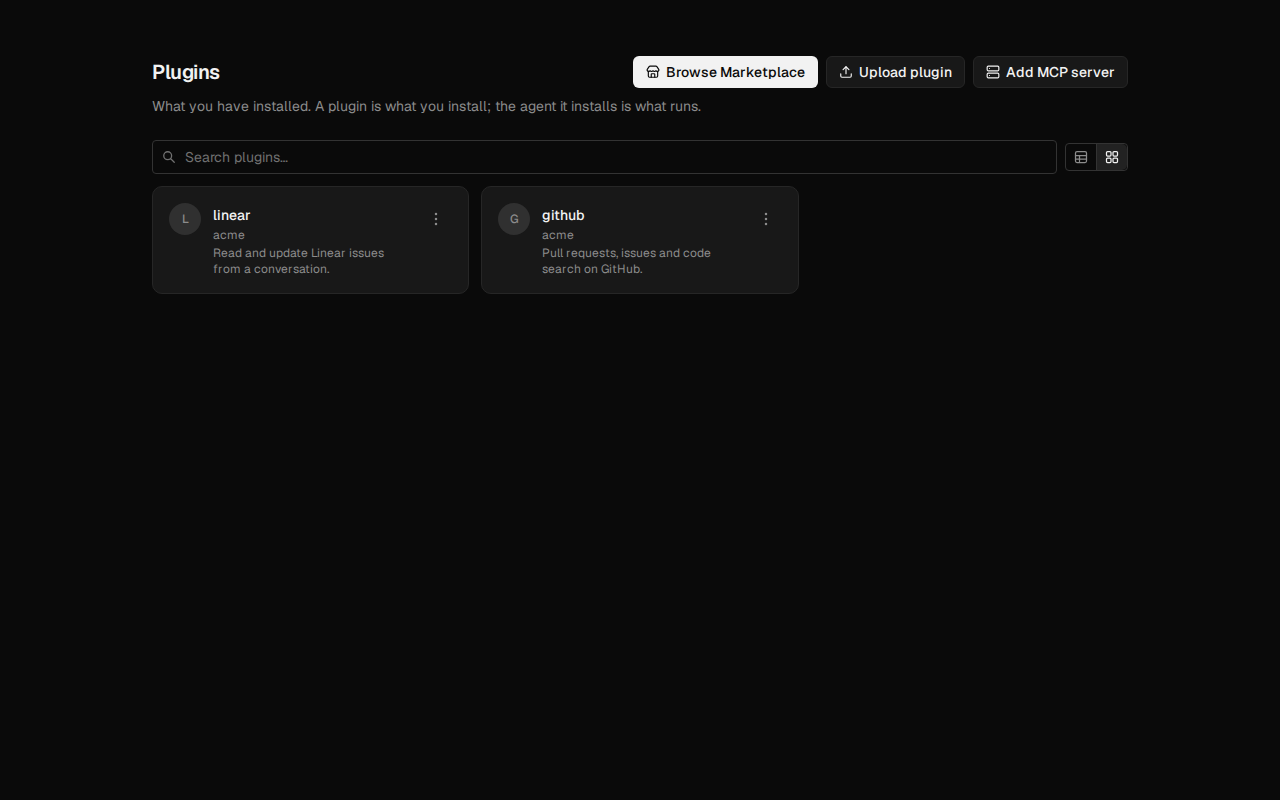 Plugins
Browse Marketplace
Upload plugin
Add MCP server
What you have installed. A plugin is what you install; the agent it installs is what runs.
Search plugins...
L
linear
acme
Read and update Linear issues
from a conversation.
G
github
acme
Pull requests, issues and code
search on GitHub.